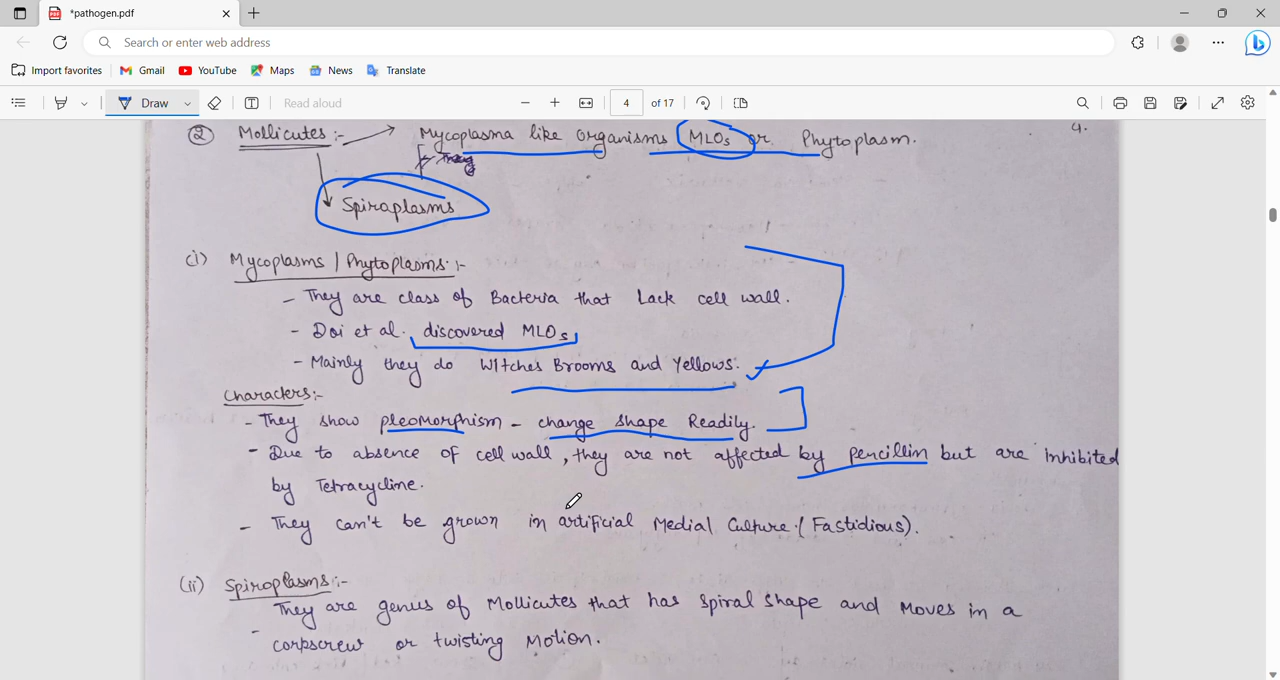 *pathogen.pdf
Search or enter web address
Import favorites Gmail YouTube Maps News Translate
Draw Read aloud 4 of 17
4.
② Mollicutes :- Mycoplasma like organisms MLOs or Phytoplasm.
Spiraplasms
(i) Mycoplasms | Phytoplasms :-
- They are class of Bacteria that Lack cell wall.
- Doi et al. discovered MLOs
- Mainly they do Witches Brooms and Yellows.
Characters:-
- They show pleomorphism - change shape Readily.
- Due to absence of cell wall, they are not affected by pencillin but are inhibited
by Tetracycline.
- They can't be grown in artificial Medial Culture. (Fastidious).
(ii) Spiroplasms :-
- They are genus of Mollicutes that has spiral shape and Moves in a
corpscrew or twisting Motion.